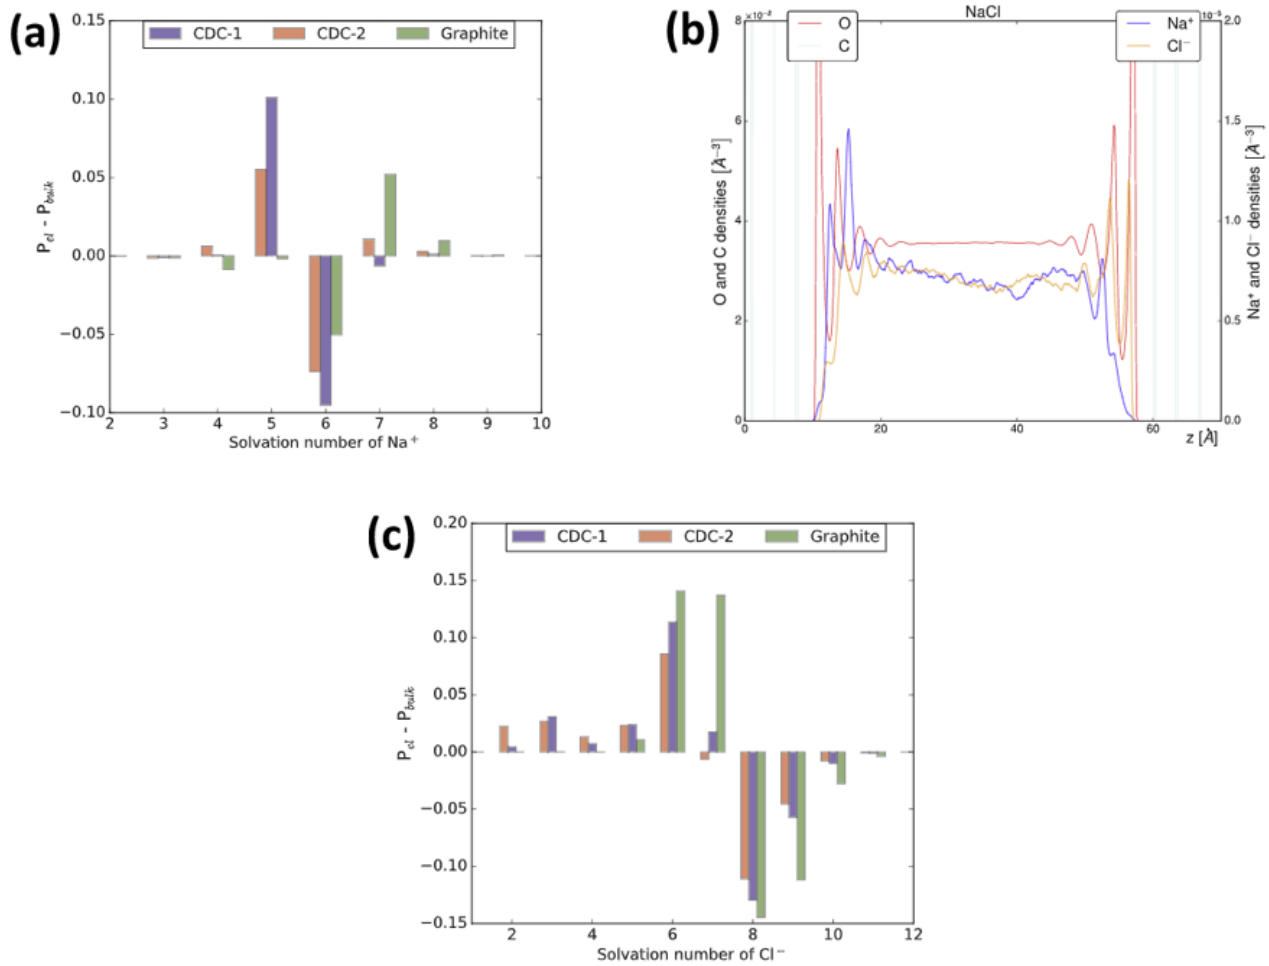 (a)
CDC-1 CDC-2 Graphite
0.15
0.10
0.05
0.00
−0.05
−0.10
P_el - P_bulk
2 3 4 5 6 7 8 9 10
Solvation number of Na⁺
(b)
NaCl
×10⁻²
×10⁻⁵
O
C
Na⁺
Cl⁻
8
6
4
2
0
O and C densities [Å⁻³]
2.0
1.5
1.0
0.5
0.0
Na⁺ and Cl⁻ densities [Å⁻³]
0 20 40 60
z [Å]
(c)
CDC-1 CDC-2 Graphite
0.20
0.15
0.10
0.05
0.00
−0.05
−0.10
−0.15
P_el - P_bulk
2 4 6 8 10 12
Solvation number of Cl⁻